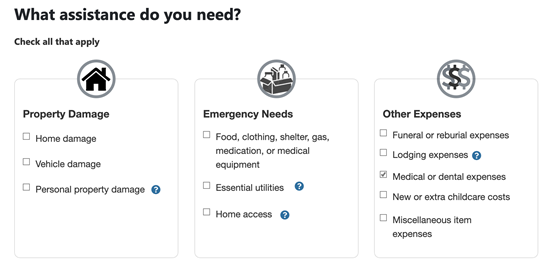 What assistance do you need?
Check all that apply
Property Damage
Home damage
Vehicle damage
Personal property damage ?
Emergency Needs
Food, clothing, shelter, gas,
medication, or medical
equipment
Essential utilities ?
Home access ?
Other Expenses
Funeral or reburial expenses
Lodging expenses ?
Medical or dental expenses
New or extra childcare costs
Miscellaneous item
expenses